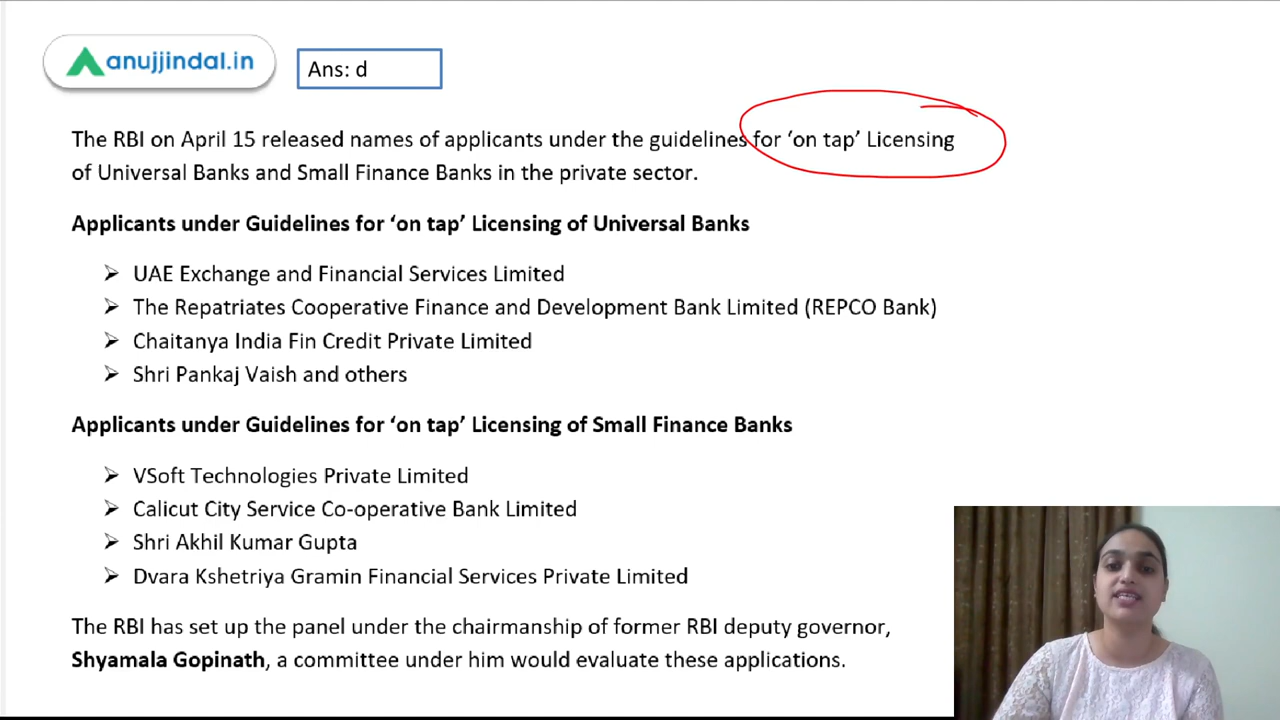 anujjindal.in
Ans: d
The RBI on April 15 released names of applicants under the guidelines for ‘on tap’ Licensing
of Universal Banks and Small Finance Banks in the private sector.
Applicants under Guidelines for ‘on tap’ Licensing of Universal Banks
➢ UAE Exchange and Financial Services Limited
➢ The Repatriates Cooperative Finance and Development Bank Limited (REPCO Bank)
➢ Chaitanya India Fin Credit Private Limited
➢ Shri Pankaj Vaish and others
Applicants under Guidelines for ‘on tap’ Licensing of Small Finance Banks
➢ VSoft Technologies Private Limited
➢ Calicut City Service Co-operative Bank Limited
➢ Shri Akhil Kumar Gupta
➢ Dvara Kshetriya Gramin Financial Services Private Limited
The RBI has set up the panel under the chairmanship of former RBI deputy governor,
Shyamala Gopinath, a committee under him would evaluate these applications.